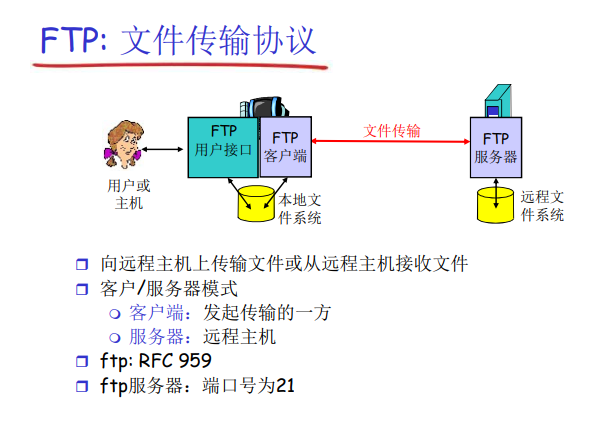 FTP: 文件传输协议
FTP
用户接口
FTP
客户端
文件传输
FTP
服务器
用户或
主机
本地文
件系统
远程文
件系统
向远程主机上传输文件或从远程主机接收文件
客户/服务器模式
客户端：发起传输的一方
服务器：远程主机
ftp: RFC 959
ftp服务器：端口号为21